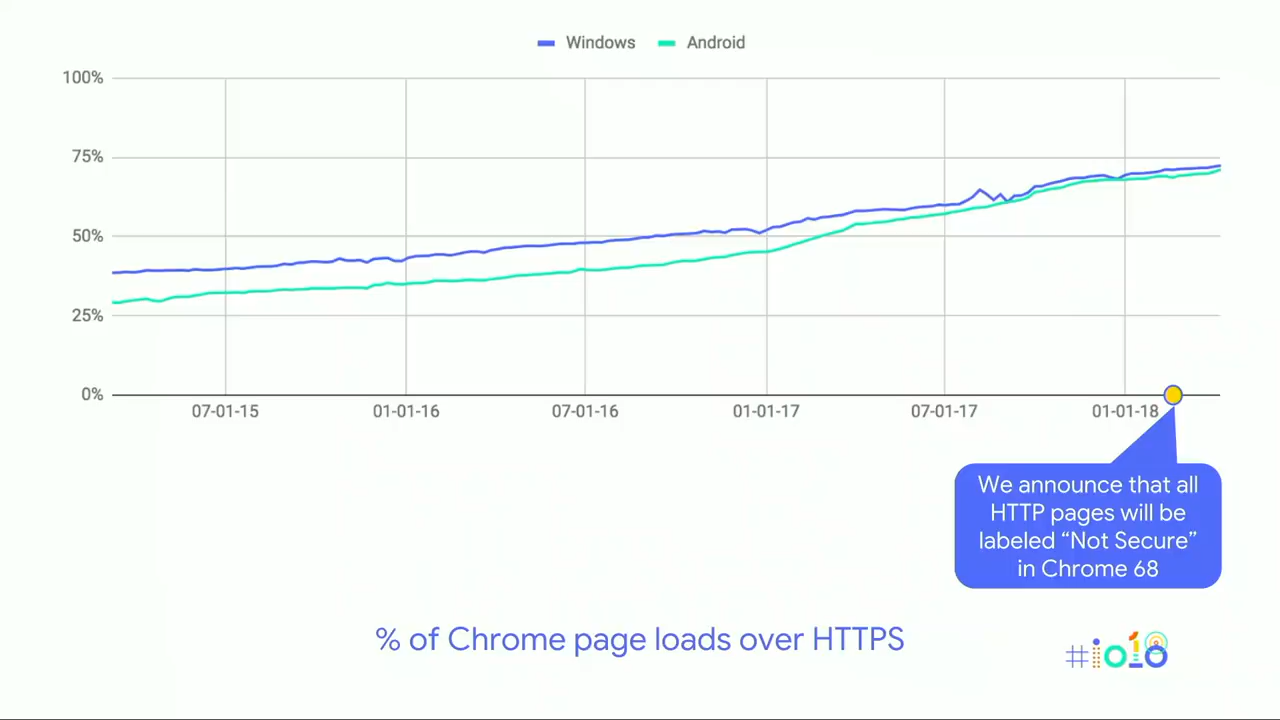 Windows Android
100%
75%
50%
25%
0%
07-01-15 01-01-16 07-01-16 01-01-17 07-01-17 01-01-18
We announce that all
HTTP pages will be
labeled “Not Secure”
in Chrome 68
% of Chrome page loads over HTTPS
#io18